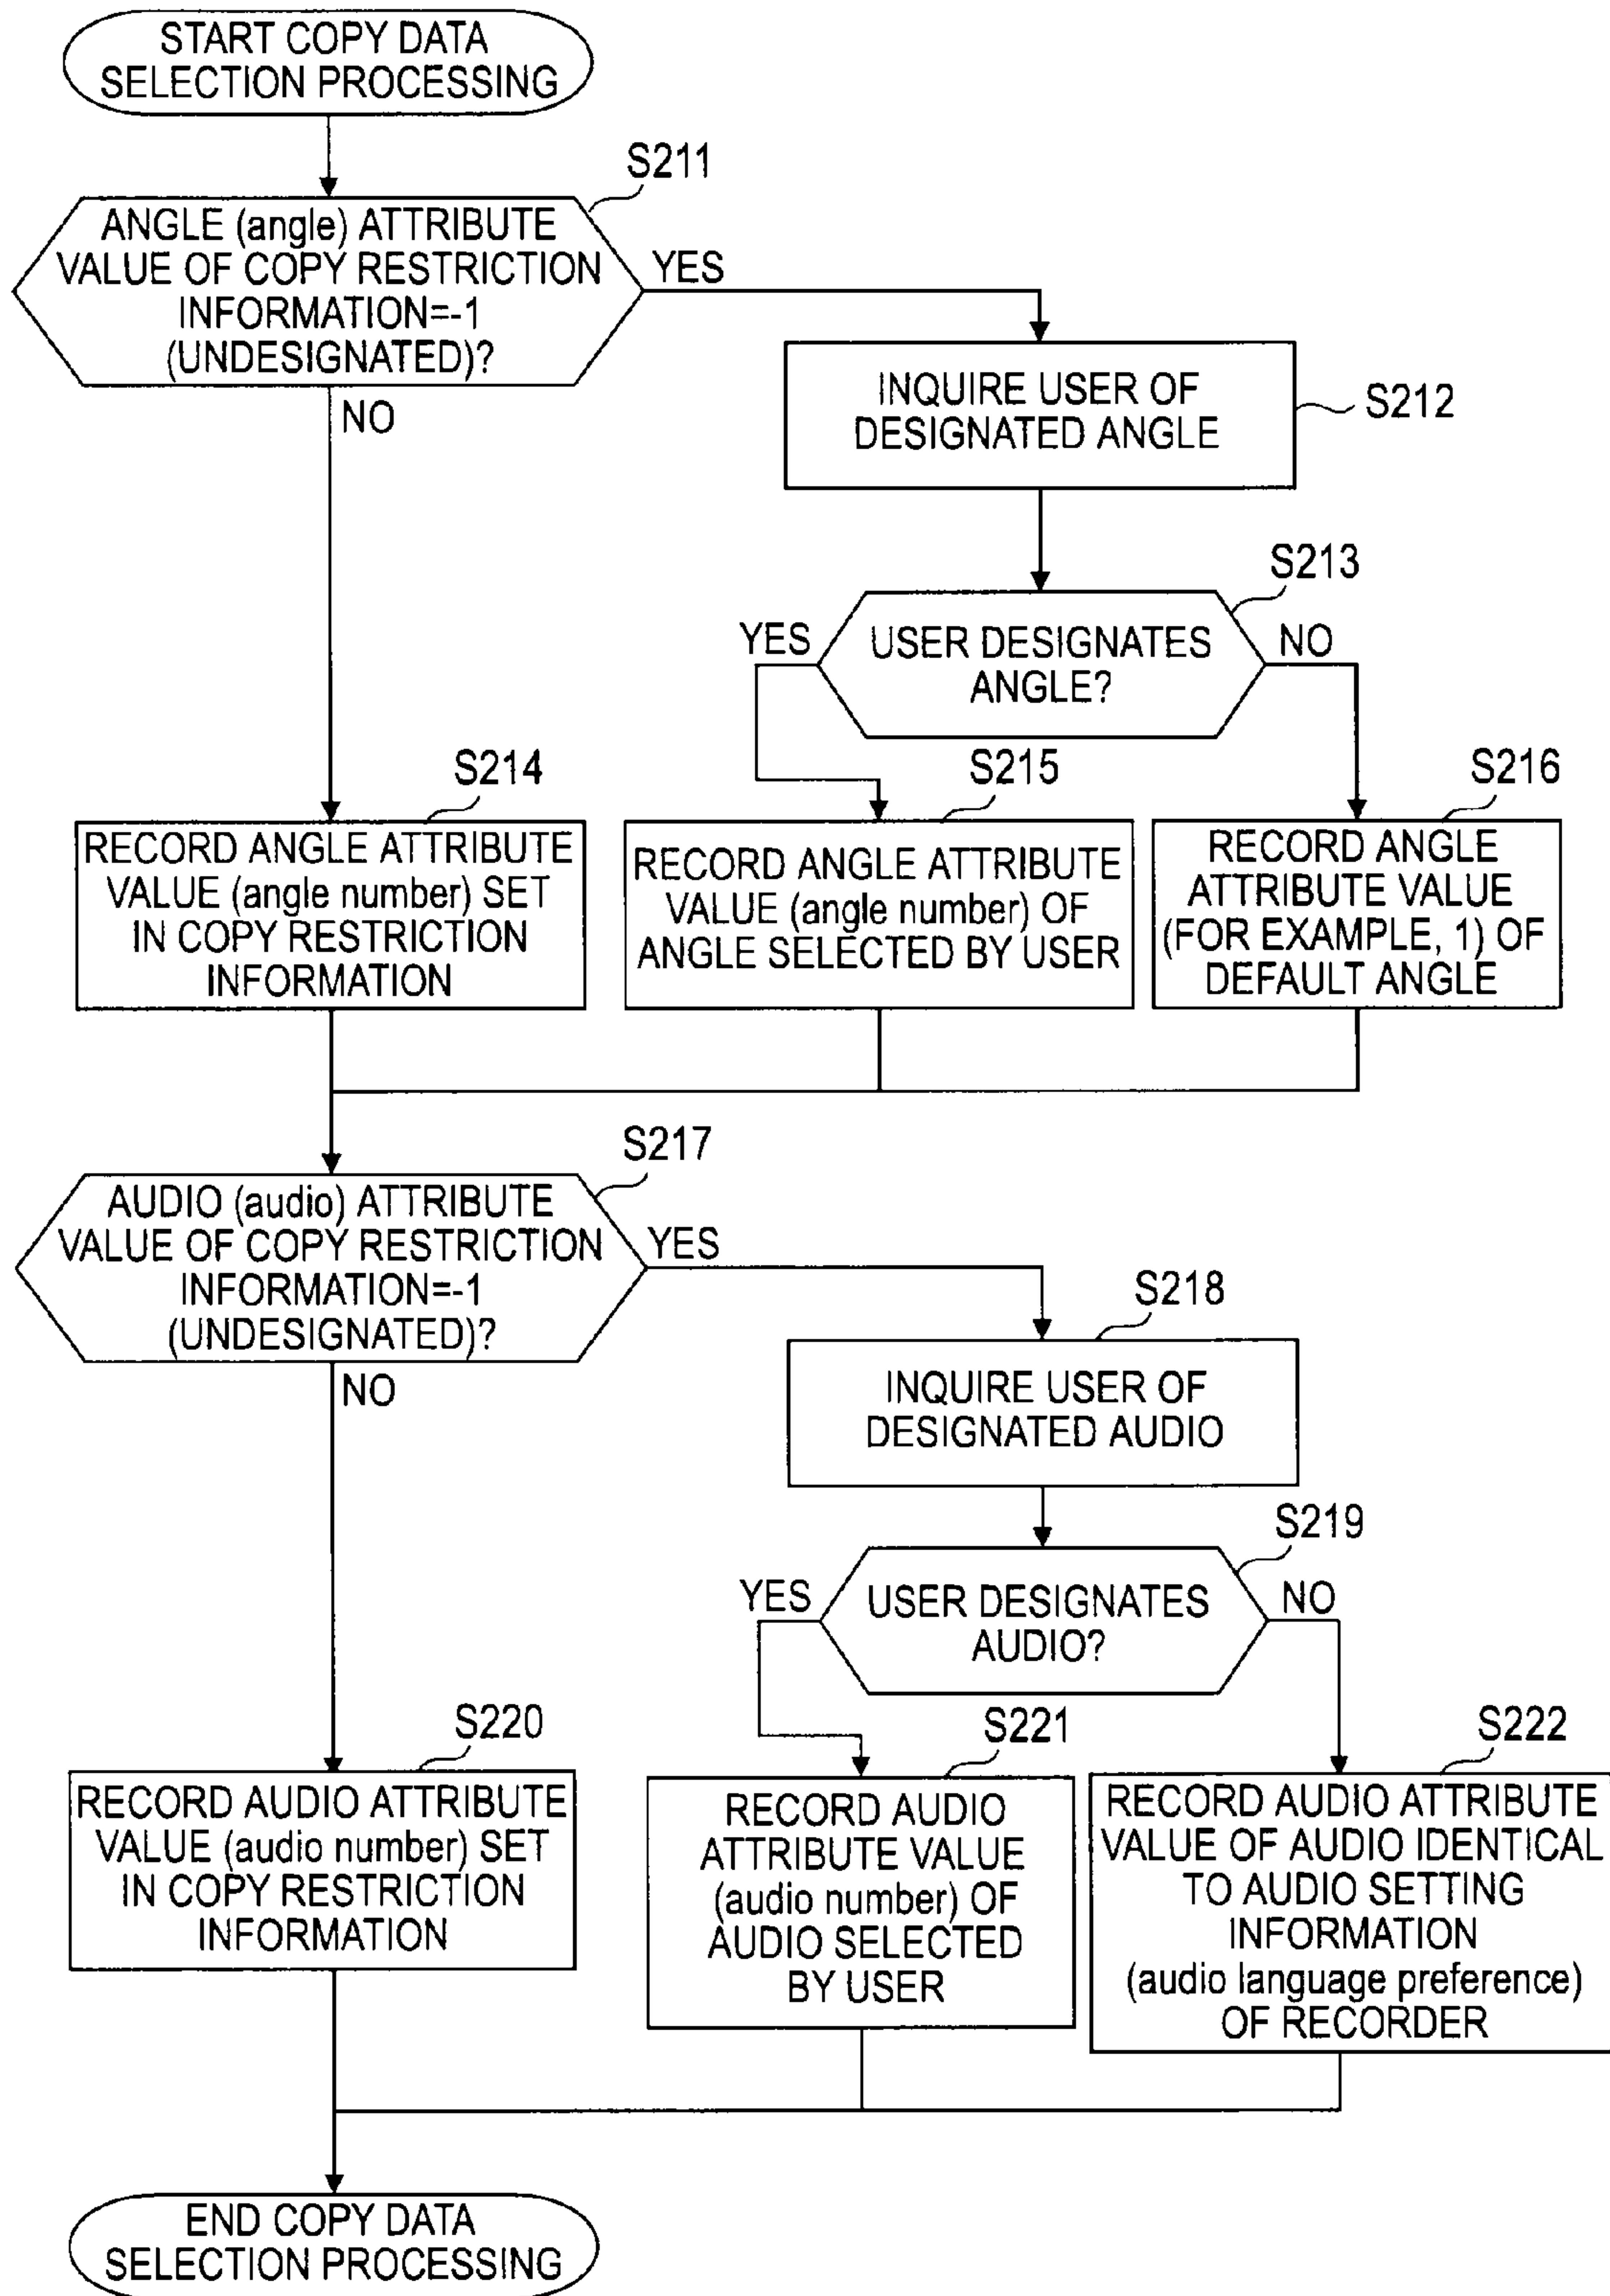 START COPY DATA
SELECTION PROCESSING
S211
ANGLE (angle) ATTRIBUTE
VALUE OF COPY RESTRICTION
INFORMATION=-1
(UNDESIGNATED)?
YES
NO
INQUIRE USER OF
DESIGNATED ANGLE
S212
S213
YES
USER DESIGNATES
ANGLE?
NO
S214
RECORD ANGLE ATTRIBUTE
VALUE (angle number) SET
IN COPY RESTRICTION
INFORMATION
S215
RECORD ANGLE ATTRIBUTE
VALUE (angle number) OF
ANGLE SELECTED BY USER
S216
RECORD ANGLE
ATTRIBUTE VALUE
(FOR EXAMPLE, 1) OF
DEFAULT ANGLE
S217
AUDIO (audio) ATTRIBUTE
VALUE OF COPY RESTRICTION
INFORMATION=-1
(UNDESIGNATED)?
YES
NO
S218
INQUIRE USER OF
DESIGNATED AUDIO
S219
YES
USER DESIGNATES
AUDIO?
NO
S220
RECORD AUDIO ATTRIBUTE
VALUE (audio number) SET
IN COPY RESTRICTION
INFORMATION
S221
RECORD AUDIO
ATTRIBUTE VALUE
(audio number) OF
AUDIO SELECTED
BY USER
S222
RECORD AUDIO ATTRIBUTE
VALUE OF AUDIO IDENTICAL
TO AUDIO SETTING
INFORMATION
(audio language preference)
OF RECORDER
END COPY DATA
SELECTION PROCESSING